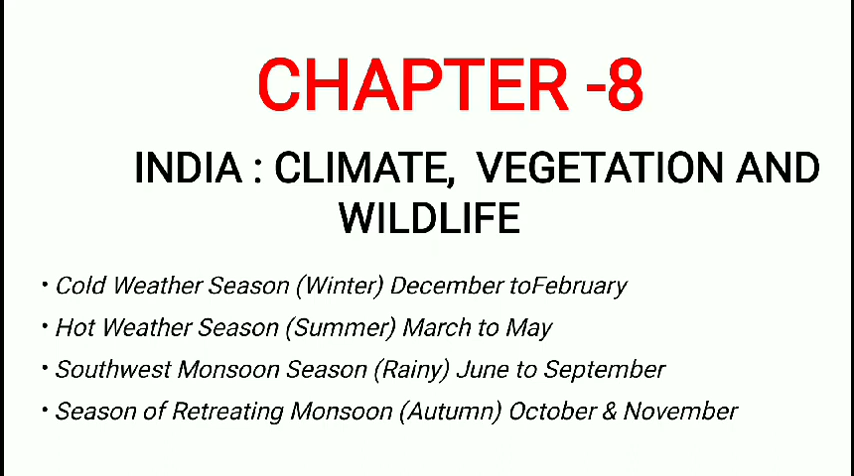 CHAPTER -8
INDIA : CLIMATE, VEGETATION AND
WILDLIFE
• Cold Weather Season (Winter) December toFebruary
• Hot Weather Season (Summer) March to May
• Southwest Monsoon Season (Rainy) June to September
• Season of Retreating Monsoon (Autumn) October & November